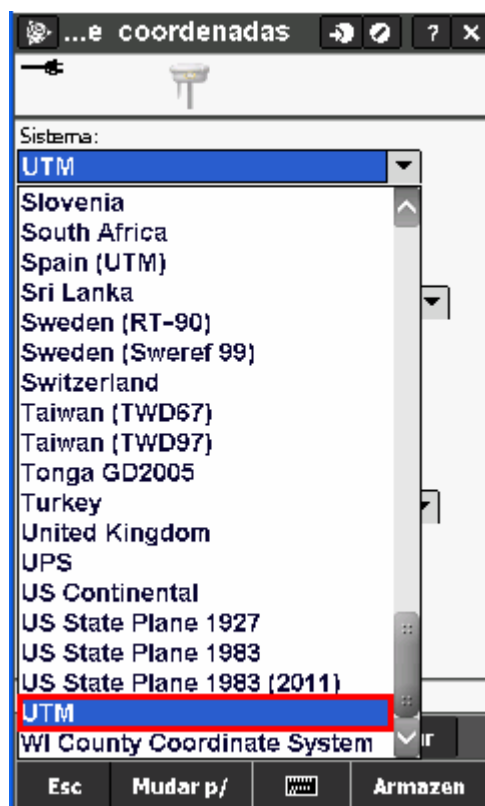 ...e coordenadas ? ×
Sistema:
UTM
Slovenia
South Africa
Spain (UTM)
Sri Lanka
Sweden (RT-90)
Sweden (Sweref 99)
Switzerland
Taiwan (TWD67)
Taiwan (TWD97)
Tonga GD2005
Turkey
United Kingdom
UPS
US Continental
US State Plane 1927
US State Plane 1983
US State Plane 1983 (2011)
UTM
WI County Coordinate System
Esc Mudar p/ Armazen